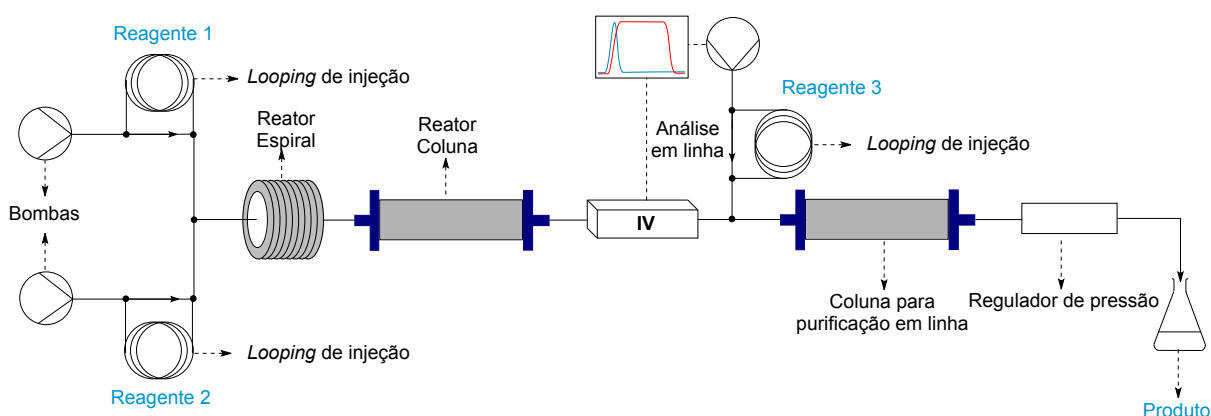 Reagente 1
Looping de injeção
Reator
Espiral
Reator
Coluna
Bombas
Looping de injeção
Reagente 2
Análise
em linha
IV
Reagente 3
Looping de injeção
Coluna para
purificação em linha
Regulador de pressão
Produto